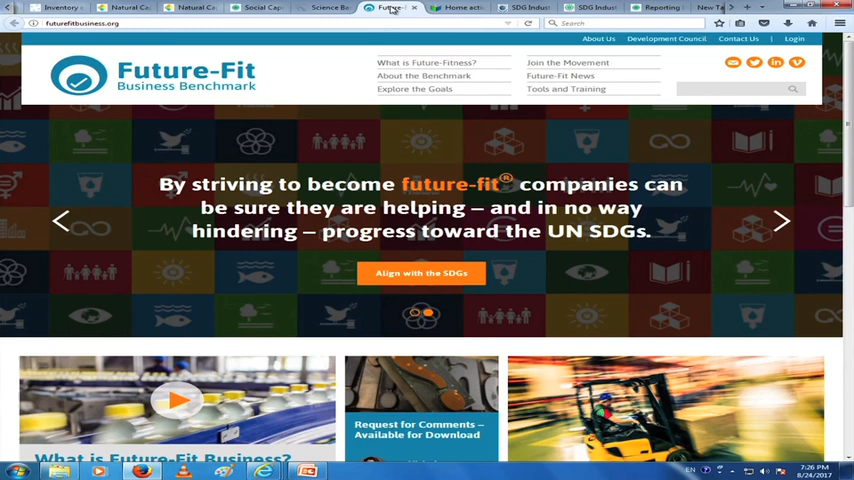 Inventory
Natural Ca
Natural C
Social Cap
Science Ba
Future-
Home acti
SDG Indust
SDG Indust
Reporting
New Ta
futurefitbusiness.org
Search
About Us
Development Council
Contact Us
Login
Future-Fit
Business Benchmark
What is Future-Fitness?
About the Benchmark
Explore the Goals
Join the Movement
Future-Fit News
Tools and Training
By striving to become future-fit® companies can
be sure they are helping – and in no way
hindering – progress toward the UN SDGs.
Align with the SDGs
What is Future-Fit Business?
Request for Comments –
Available for Download
EN
7:26 PM
8/24/2017